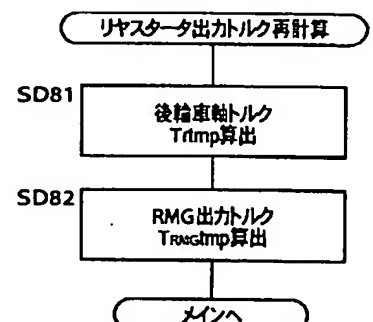 リヤスタータ出力トルク再計算
SD81
後輪車軸トルク
Trtmp算出
SD82
RMG出力トルク
TRMGtmp算出
メインへ